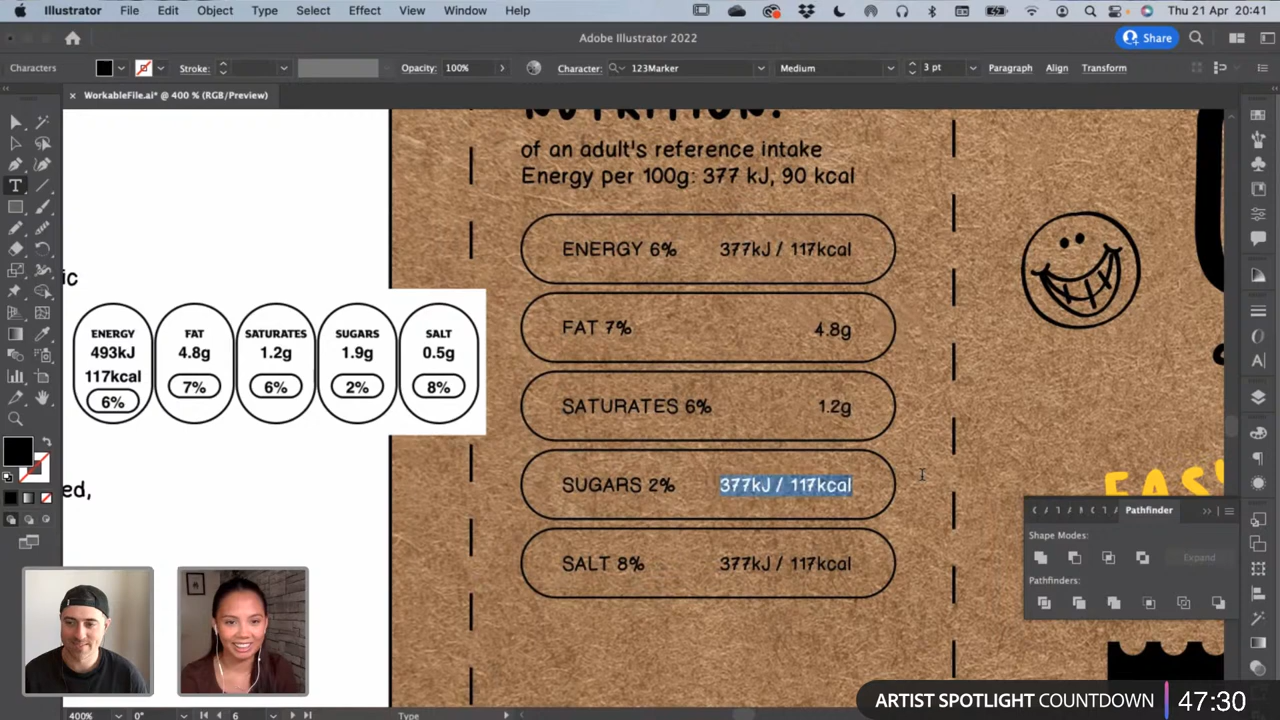 Illustrator File Edit Object Type Select Effect View Window Help
Thu 21 Apr 20:41
Adobe Illustrator 2022
Share
Characters
Stroke:
Opacity: 100%
Character: 123Marker
Medium
3 pt
Paragraph
Align
Transform
WorkableFile.ai* @ 400 % (RGB/Preview)
of an adult's reference intake
Energy per 100g: 377 kJ, 90 kcal
ENERGY 6% 377kJ / 117kcal
ic
ENERGY
493kJ
117kcal
6%
FAT
4.8g
7%
SATURATES
1.2g
6%
SUGARS
1.9g
2%
SALT
0.5g
8%
FAT 7% 4.8g
SATURATES 6% 1.2g
ed,
SUGARS 2% 377kJ / 117kcal
SALT 8% 377kJ / 117kcal
Pathfinder
Shape Modes:
Expand
Pathfinders:
400% 0° 6 Type
ARTIST SPOTLIGHT COUNTDOWN 47:30